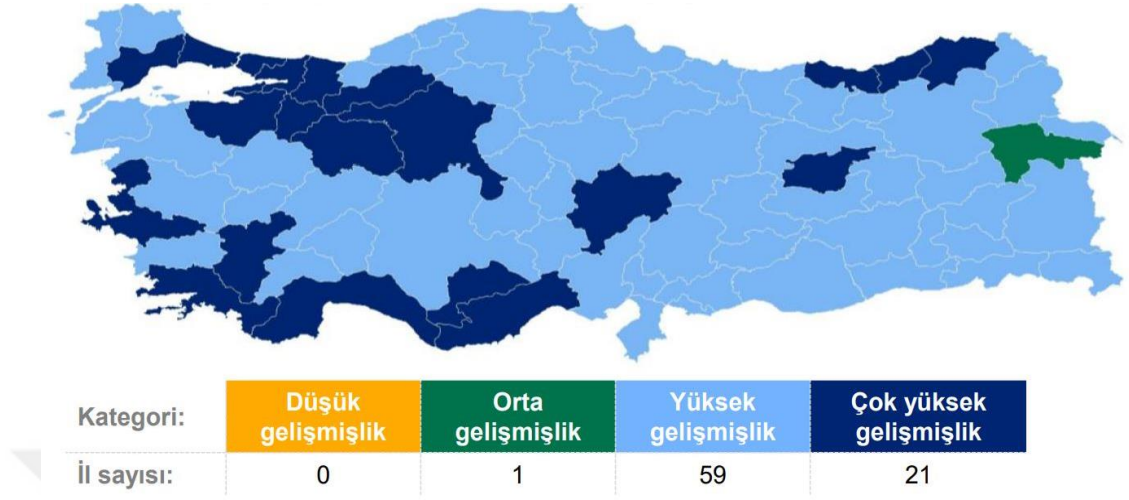 Kategori:
Düşük gelişmişlik
Orta gelişmişlik
Yüksek gelişmişlik
Çok yüksek gelişmişlik
İl sayısı:
0
1
59
21